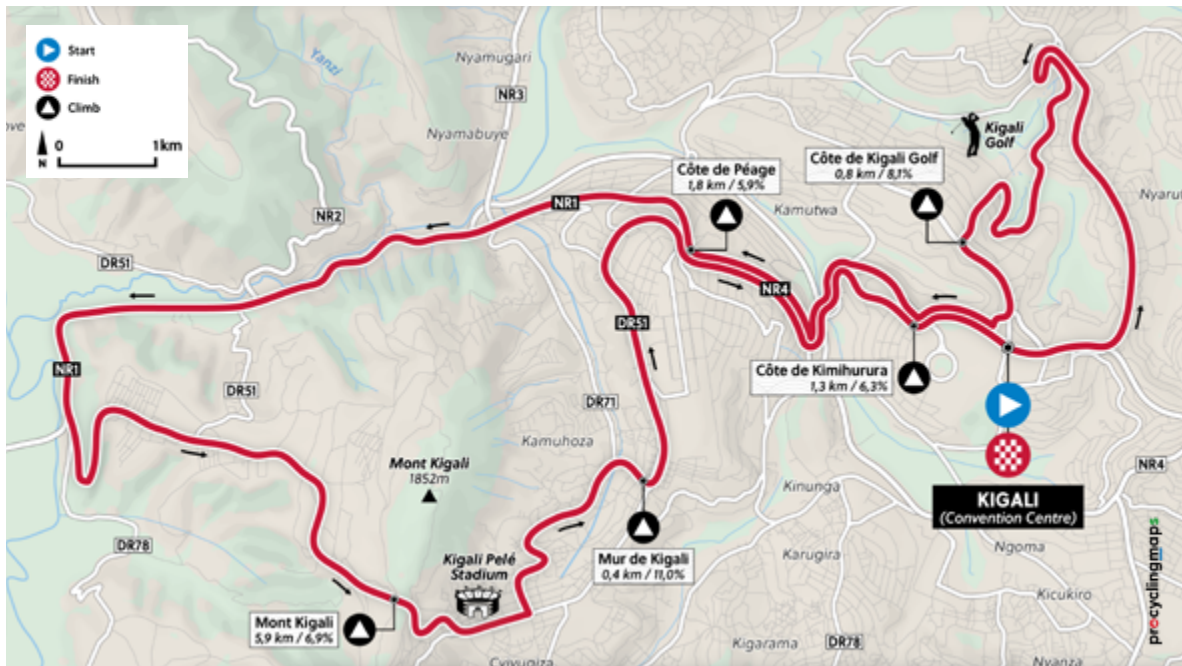 Start
Finish
Climb
N
0 1km
Yanzi
Nyamugari
NR3
Nyamabuye
NR2
DR51
NR1
Côte de Péage
1,8 km / 5,9%
Côte de Kigali Golf
0,8 km / 8,1%
Kigali
Golf
Kamutwa
NR4
NR1
DR51
DR51
DR71
Kamuhoza
Mont Kigali
1852m
Côte de Kimihurura
1,3 km / 6,3%
KIGALI
(Convention Centre)
NR4
Kinunga
Ngoma
Karugira
Kicukiro
DR78
Kigali Pelé
Stadium
Mur de Kigali
0,4 km / 11,0%
Mont Kigali
5,9 km / 6,9%
Kigarama
DR78
Nyanza
procyclingmaps